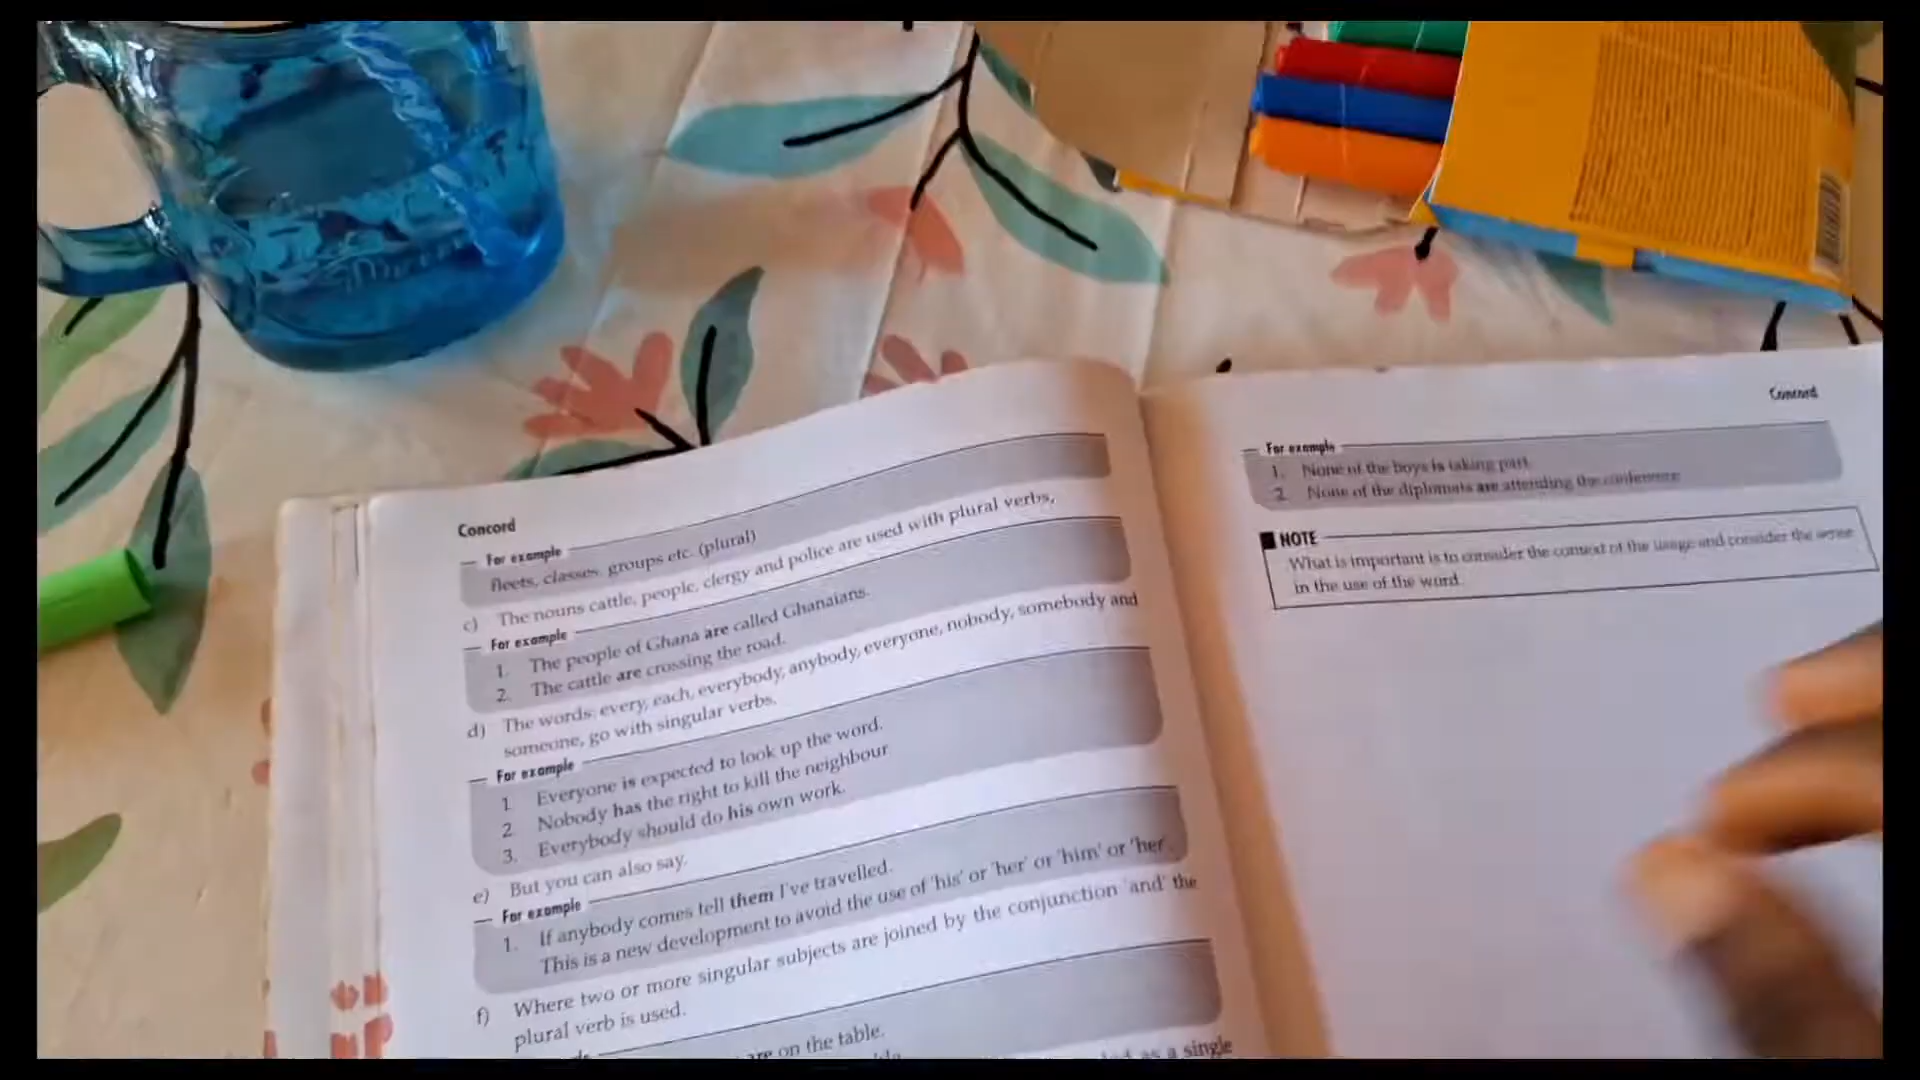 Concord
For example
fleets, classes, groups etc. (plural)
c) The nouns cattle, people, clergy and police are used with plural verbs,
For example
1. The people of Ghana are called Ghanaians.
2. The cattle are crossing the road.
d) The words: every, each, everybody, anybody, everyone, nobody, somebody and
someone, go with singular verbs.
For example
1 Everyone is expected to look up the word.
2 Nobody has the right to kill the neighbour
3. Everybody should do his own work.
e) But you can also say.
For example
1. If anybody comes tell them I've travelled.
This is a new development to avoid the use of 'his' or 'her' or 'him' or 'her'.
f) Where two or more singular subjects are joined by the conjunction 'and' the
plural verb is used.
are on the table.
as a single
Concord
For example
1. None of the boys is taking part.
2. None of the diplomats are attending the conference
NOTE
What is important is to consider the context of the usage and consider the sense
in the use of the word.